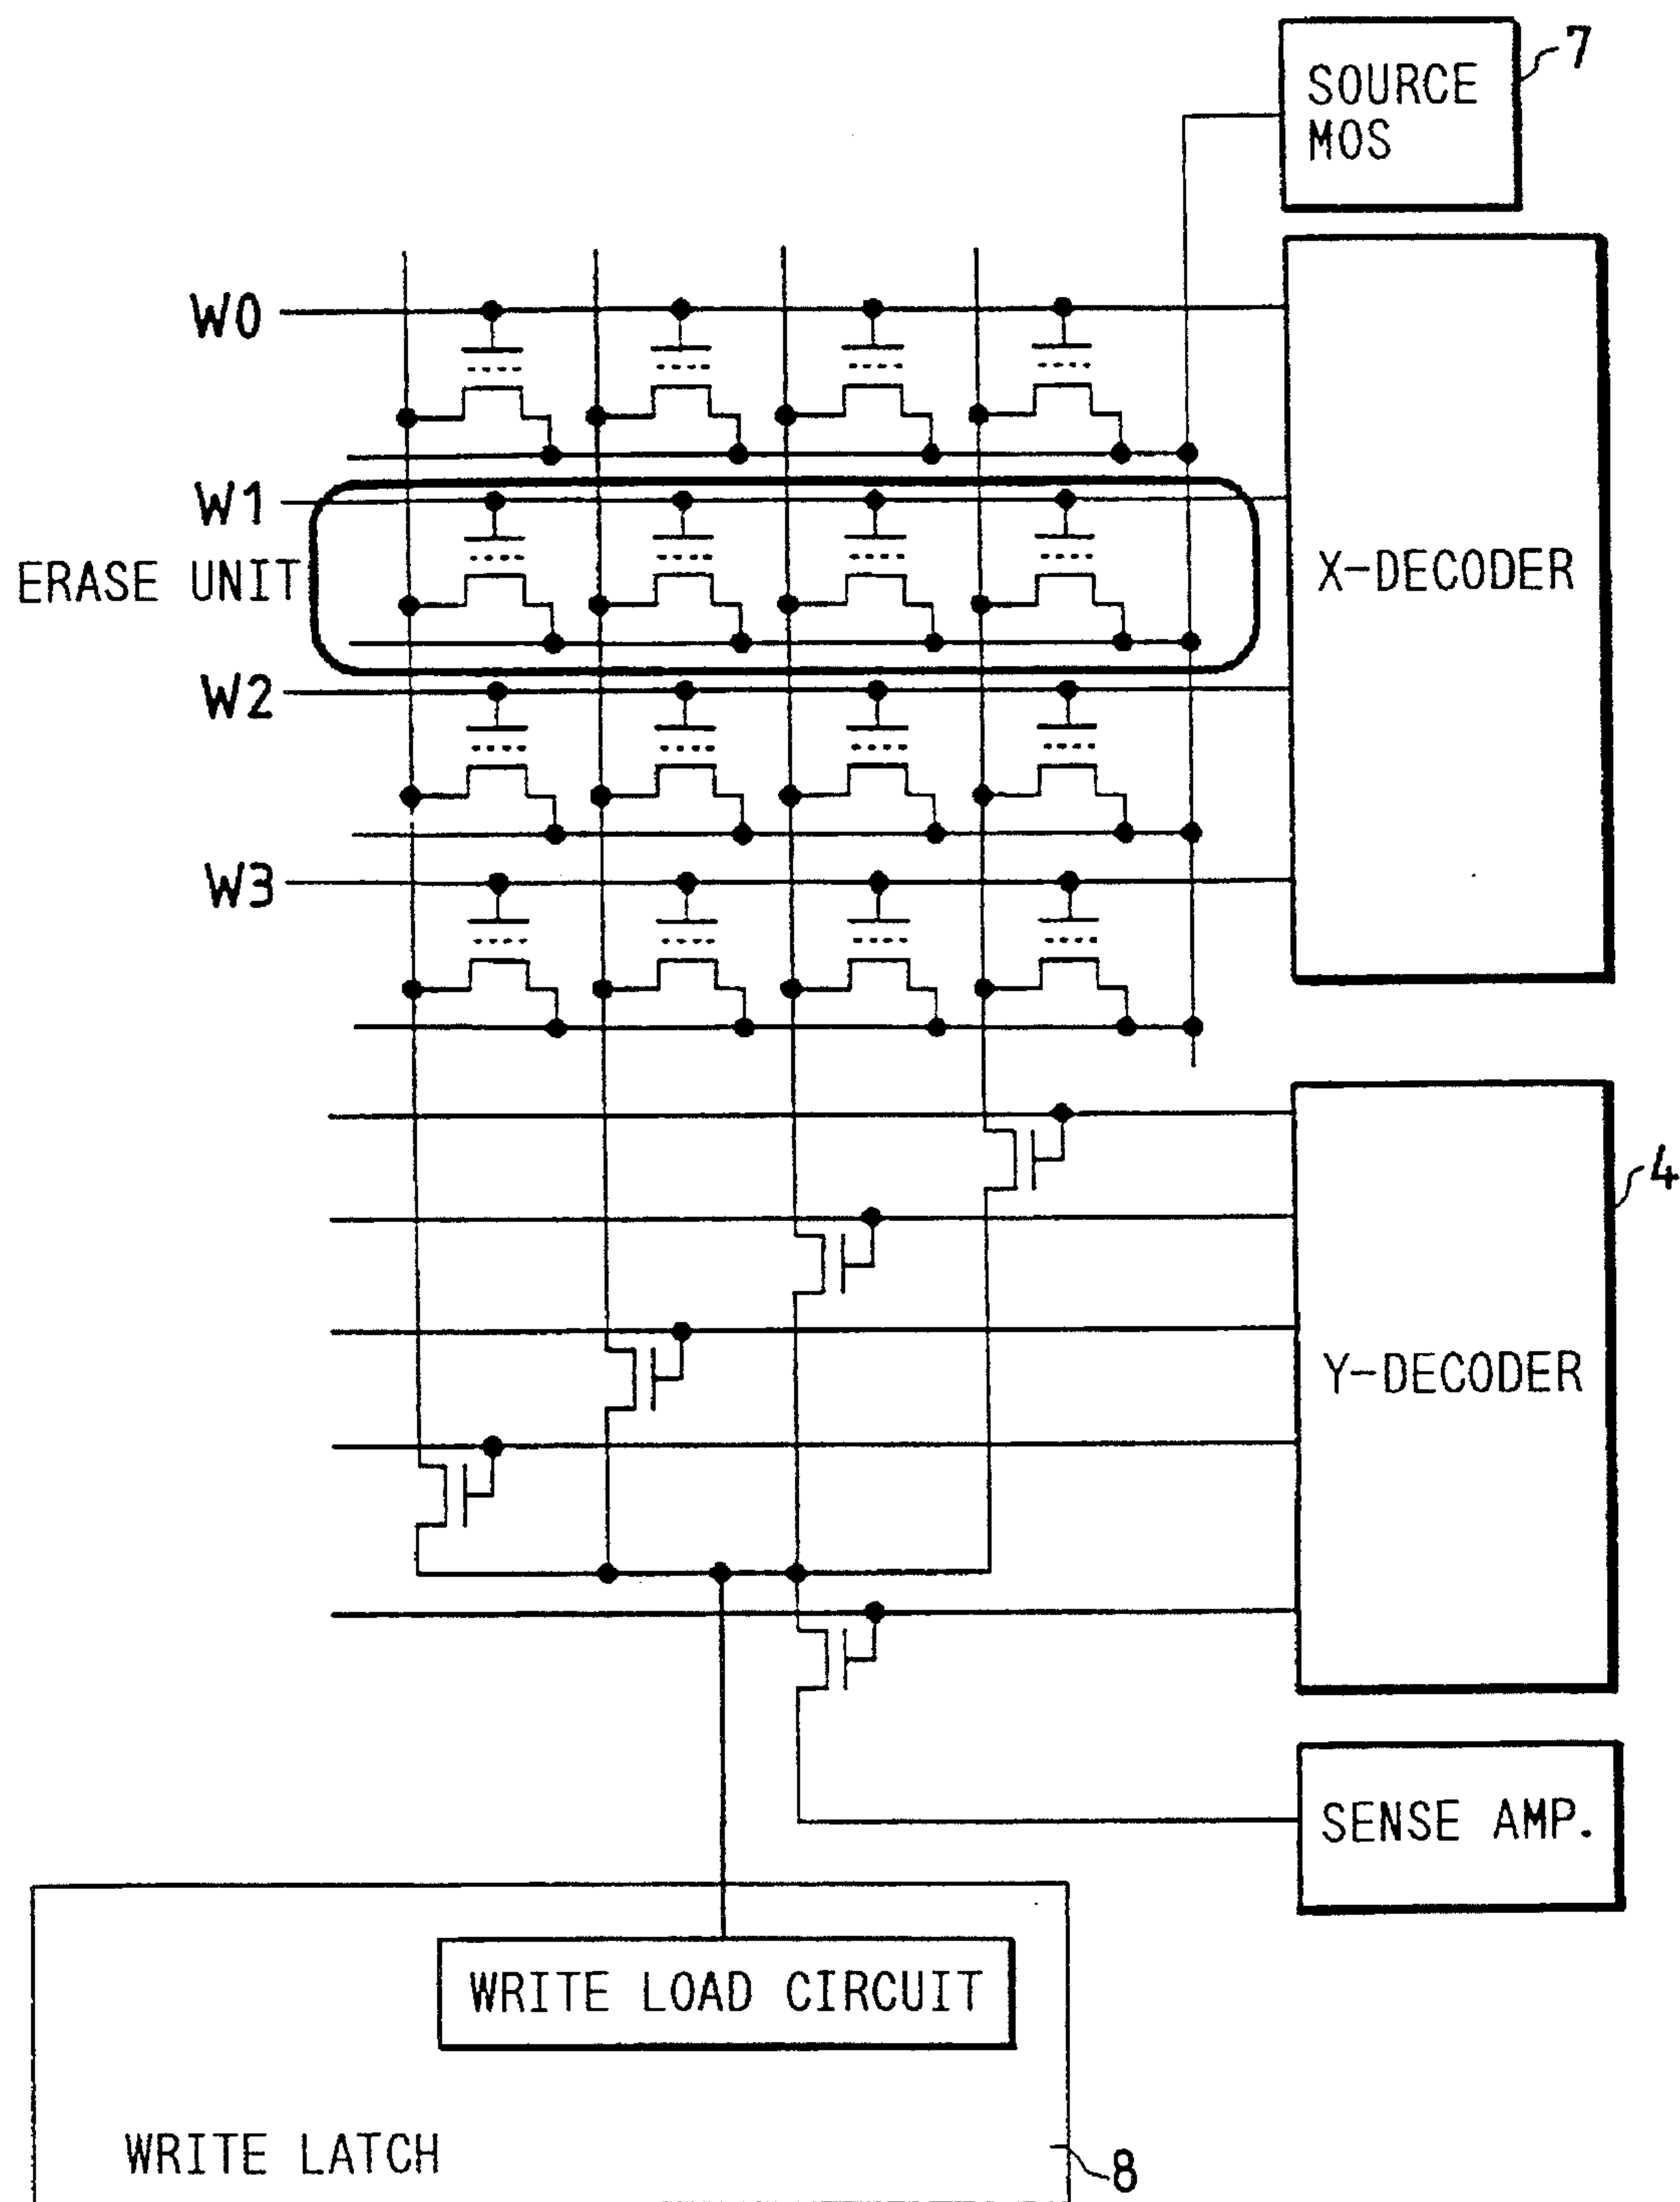 7
SOURCE
MOS
W0
W1
ERASE UNIT
X-DECODER
W2
W3
4
Y-DECODER
SENSE AMP.
WRITE LOAD CIRCUIT
WRITE LATCH
8